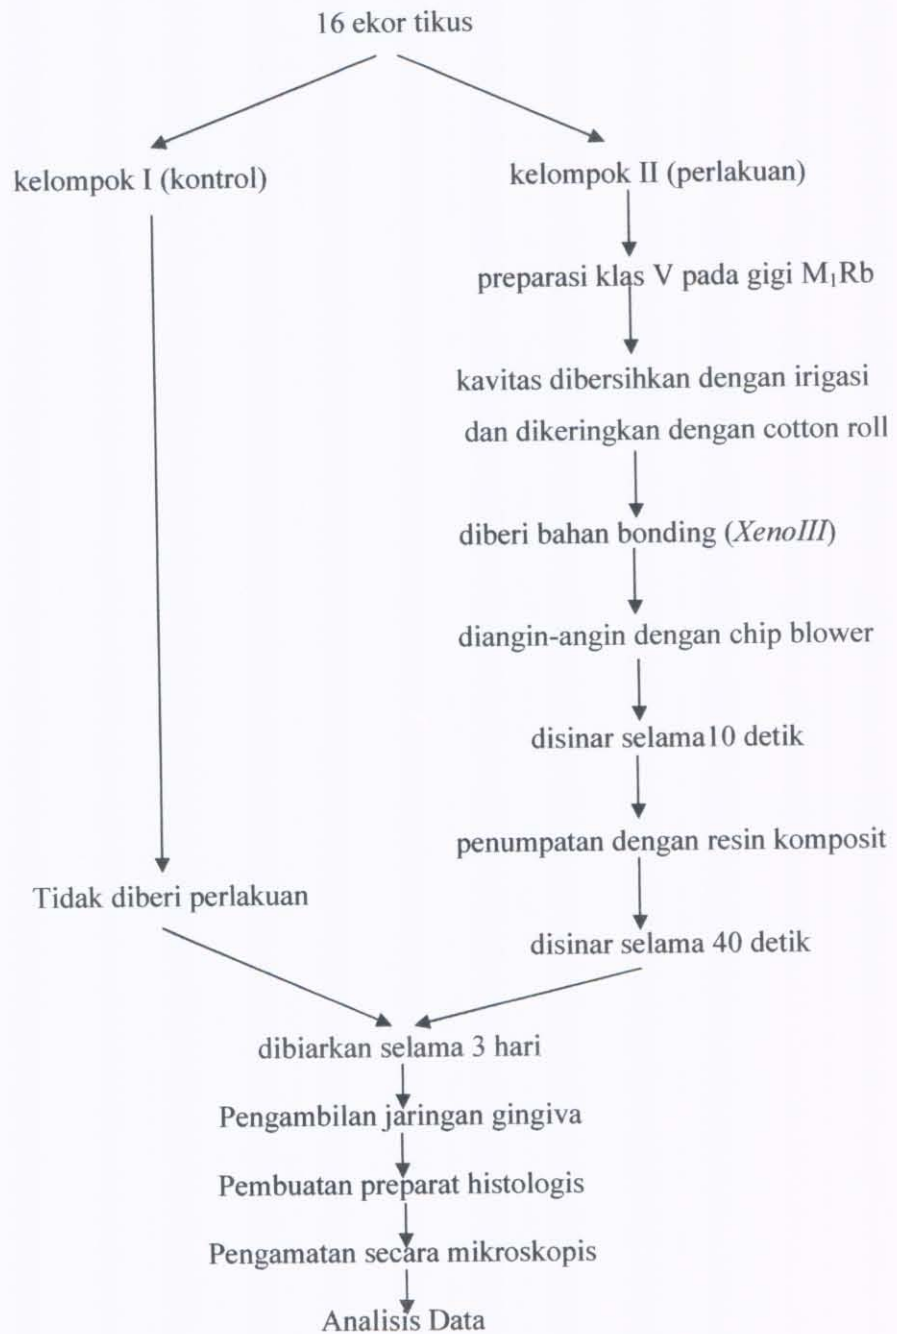 16 ekor tikus
kelompok I (kontrol)
kelompok II (perlakuan)
preparasi klas V pada gigi M₁Rb
kavitas dibersihkan dengan irigasi
dan dikeringkan dengan cotton roll
diberi bahan bonding (XenoIII)
diangin-angin dengan chip blower
disinar selama10 detik
penumpatan dengan resin komposit
Tidak diberi perlakuan
disinar selama 40 detik
dibiarkan selama 3 hari
Pengambilan jaringan gingiva
Pembuatan preparat histologis
Pengamatan secara mikroskopis
Analisis Data